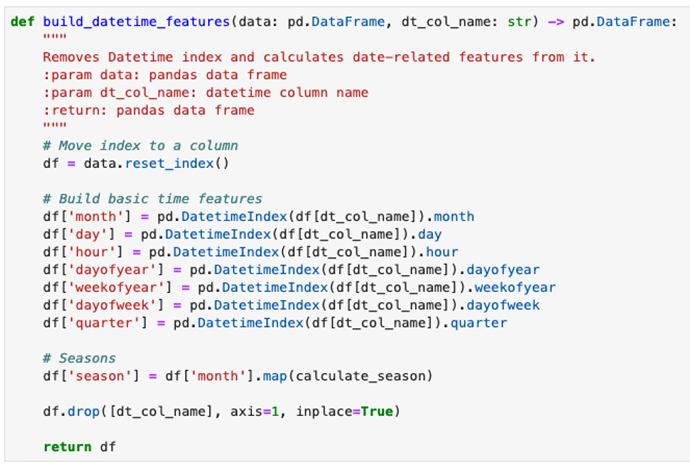 def build_datetime_features(data: pd.DataFrame, dt_col_name: str) -> pd.DataFrame:
    """
    Removes Datetime index and calculates date-related features from it.
    :param data: pandas data frame
    :param dt_col_name: datetime column name
    :return: pandas data frame
    """
    # Move index to a column
    df = data.reset_index()

    # Build basic time features
    df['month'] = pd.DatetimeIndex(df[dt_col_name]).month
    df['day'] = pd.DatetimeIndex(df[dt_col_name]).day
    df['hour'] = pd.DatetimeIndex(df[dt_col_name]).hour
    df['dayofyear'] = pd.DatetimeIndex(df[dt_col_name]).dayofyear
    df['weekofyear'] = pd.DatetimeIndex(df[dt_col_name]).weekofyear
    df['dayofweek'] = pd.DatetimeIndex(df[dt_col_name]).dayofweek
    df['quarter'] = pd.DatetimeIndex(df[dt_col_name]).quarter

    # Seasons
    df['season'] = df['month'].map(calculate_season)

    df.drop([dt_col_name], axis=1, inplace=True)

    return df